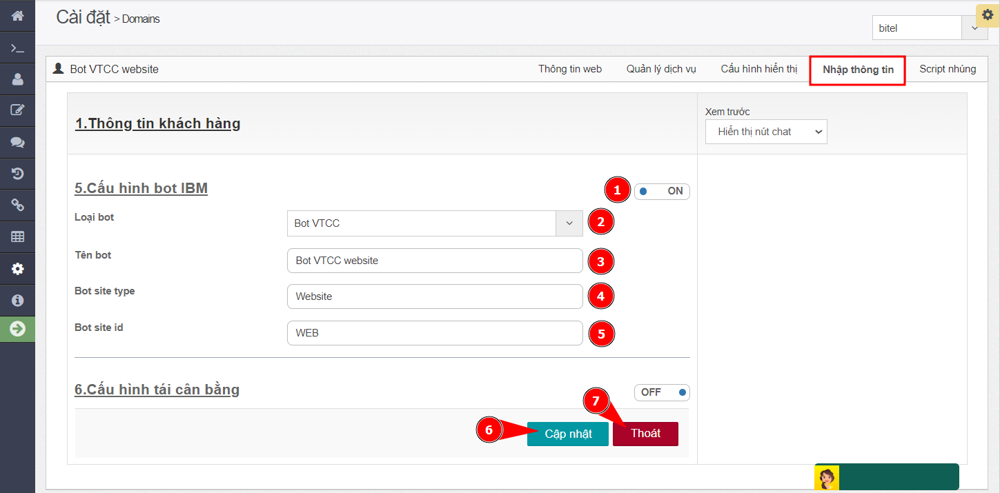 Cài đặt > Domains
bitel
Bot VTCC website
Thông tin web
Quản lý dịch vụ
Cấu hình hiển thị
Nhập thông tin
Script nhúng
1.Thông tin khách hàng
Xem trước
Hiển thị nút chat
5.Cấu hình bot IBM
1
ON
Loại bot
Bot VTCC
2
Tên bot
Bot VTCC website
3
Bot site type
Website
4
Bot site id
WEB
5
6.Cấu hình tái cân bằng
OFF
7
6
Cập nhật
Thoát